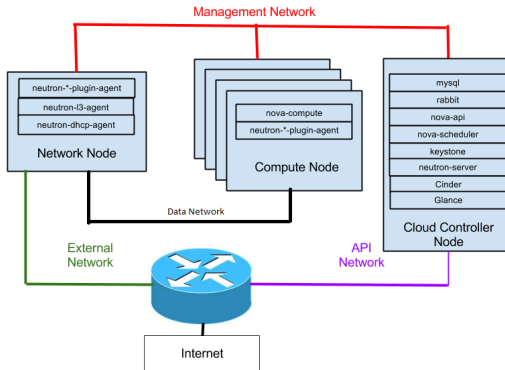 Management Network
neutron-*-plugin-agent
neutron-l3-agent
neutron-dhcp-agent
Network Node
nova-compute
neutron-*-plugin-agent
Compute Node
mysql
rabbit
nova-api
nova-scheduler
keystone
neutron-server
Cinder
Glance
Cloud Controller
Node
Data Network
External
Network
API
Network
Internet